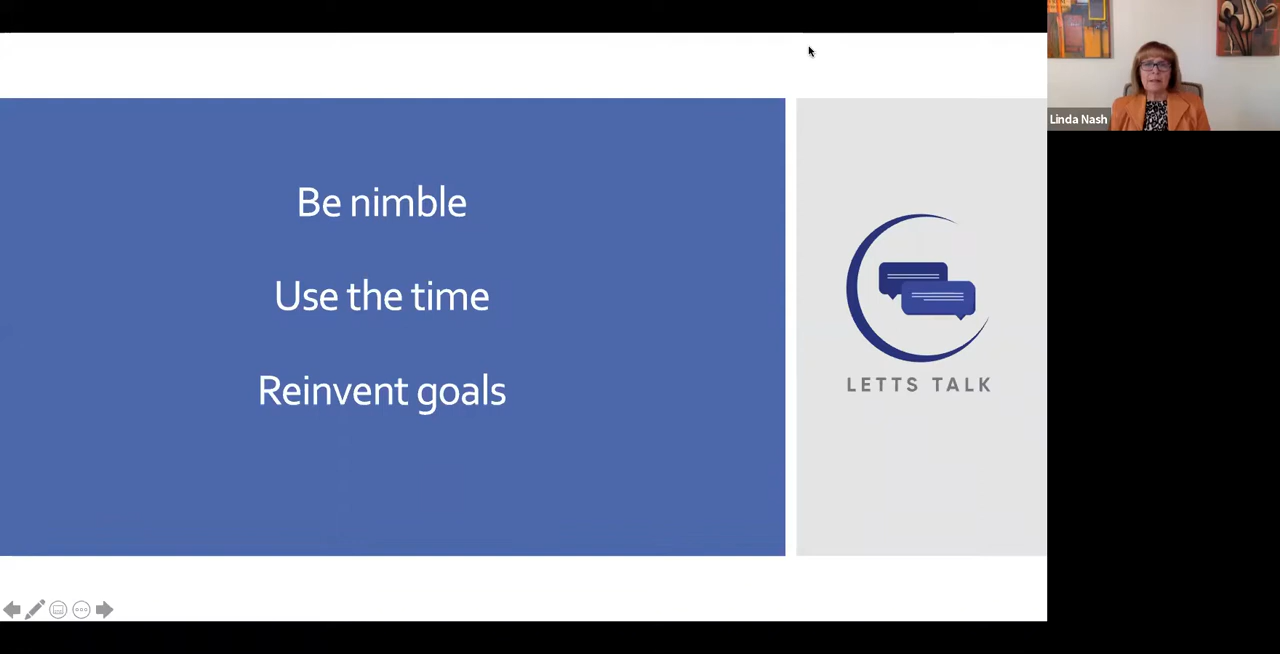 Be nimble
Use the time
Reinvent goals
LETTS TALK
Linda Nash